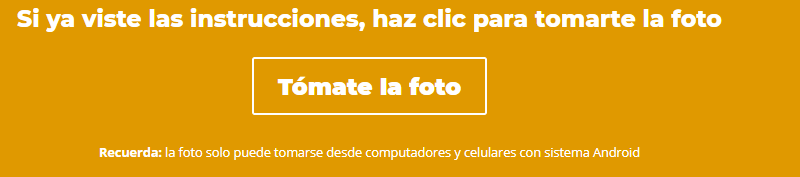 Si ya viste las instrucciones, haz clic para tomarte la foto
Tómate la foto
Recuerda: la foto solo puede tomarse desde computadores y celulares con sistema Android